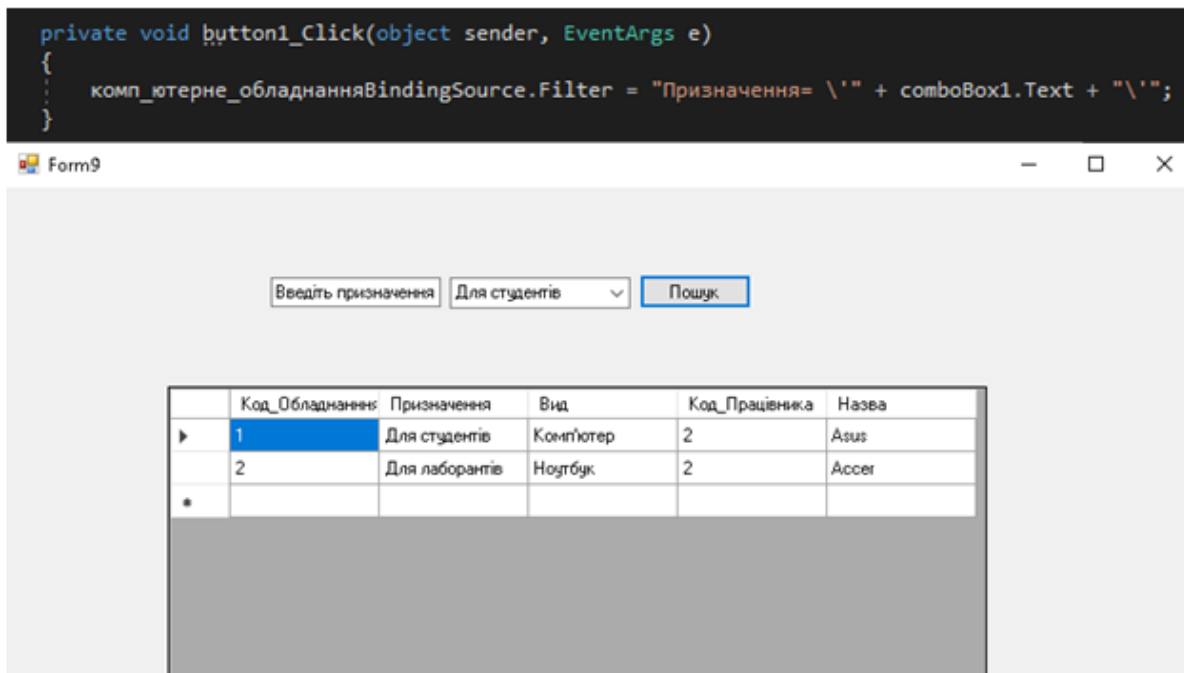 private void button1_Click(object sender, EventArgs e)
{
комп_ютерне_обладнанняBindingSource.Filter = "Призначення= \'" + comboBox1.Text + "\'";
}
Form9
Введіть призначення Для студентів Пошук
Код_Обладнанння Призначення Вид Код_Працівника Назва
1 Для студентів Комп'ютер 2 Asus
2 Для лаборантів Ноутбук 2 Accer